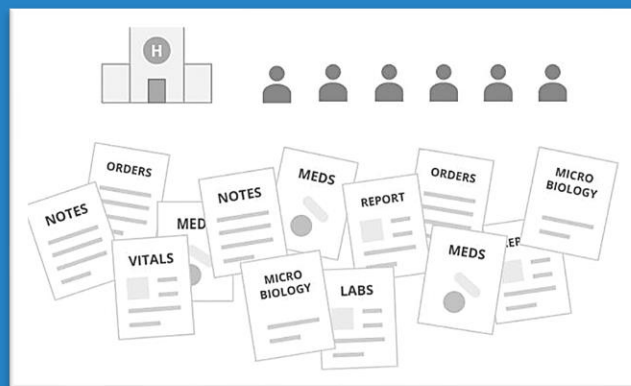 H
ORDERS
NOTES
MED
VITALS
NOTES
MEDS
MICRO
BIOLOGY
REPORT
LABS
ORDERS
MEDS
MICRO
BIOLOGY